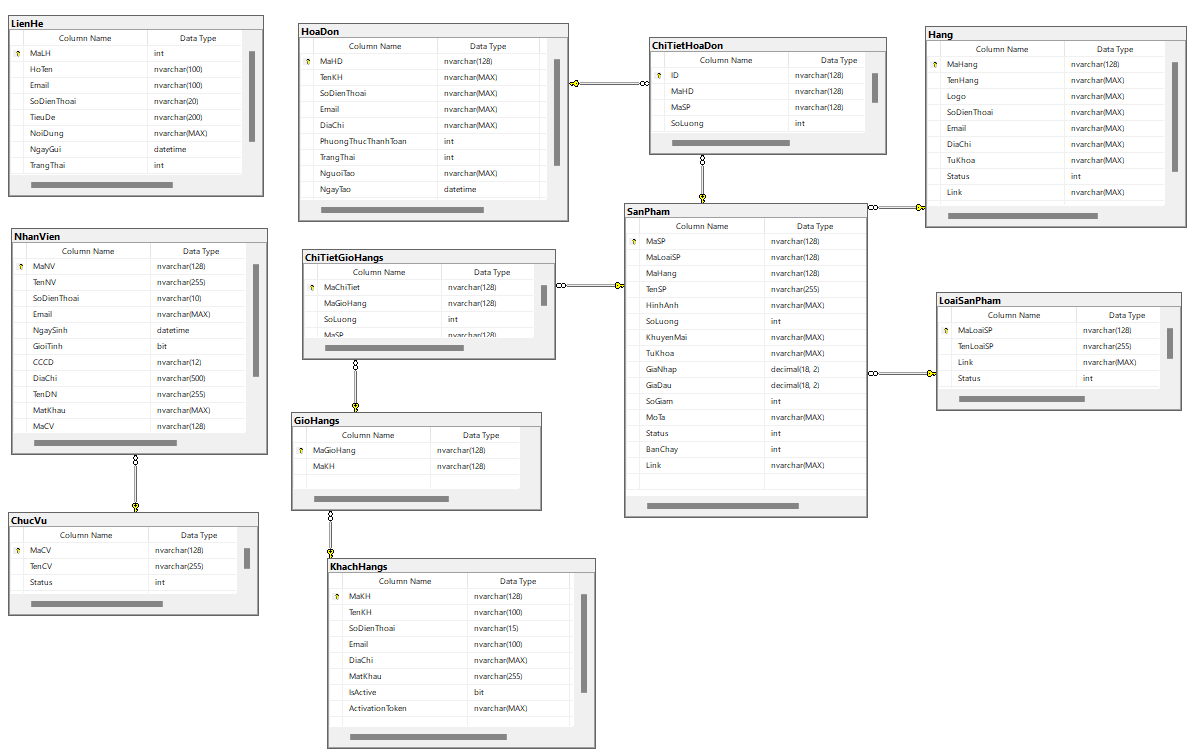 LienHe
Column Name Data Type
MaLH int
HoTen nvarchar(100)
Email nvarchar(100)
SoDienThoai nvarchar(20)
TieuDe nvarchar(200)
NoiDung nvarchar(MAX)
NgayGui datetime
TrangThai int
HoaDon
Column Name Data Type
MaHD nvarchar(128)
TenKH nvarchar(MAX)
SoDienThoai nvarchar(MAX)
Email nvarchar(MAX)
DiaChi nvarchar(MAX)
PhuongThucThanhToan int
TrangThai int
NguoiTao nvarchar(MAX)
NgayTao datetime
ChiTietHoaDon
Column Name Data Type
ID nvarchar(128)
MaHD nvarchar(128)
MaSP nvarchar(128)
SoLuong int
Hang
Column Name Data Type
MaHang nvarchar(128)
TenHang nvarchar(MAX)
Logo nvarchar(MAX)
SoDienThoai nvarchar(MAX)
Email nvarchar(MAX)
DiaChi nvarchar(MAX)
TuKhoa nvarchar(MAX)
Status int
Link nvarchar(MAX)
NhanVien
Column Name Data Type
MaNV nvarchar(128)
TenNV nvarchar(255)
SoDienThoai nvarchar(10)
Email nvarchar(MAX)
NgaySinh datetime
GioiTinh bit
CCCD nvarchar(12)
DiaChi nvarchar(500)
TenDN nvarchar(255)
MatKhau nvarchar(MAX)
MaCV nvarchar(128)
ChiTietGioHangs
Column Name Data Type
MaChiTiet nvarchar(128)
MaGioHang nvarchar(128)
SoLuong int
MaSP nvarchar(128)
SanPham
Column Name Data Type
MaSP nvarchar(128)
MaLoaiSP nvarchar(128)
MaHang nvarchar(128)
TenSP nvarchar(255)
HinhAnh nvarchar(MAX)
SoLuong int
KhuyenMai nvarchar(MAX)
TuKhoa nvarchar(MAX)
GiaNhap decimal(18, 2)
GiaDau decimal(18, 2)
SoGiam int
MoTa nvarchar(MAX)
Status int
BanChay int
Link nvarchar(MAX)
LoaiSanPham
Column Name Data Type
MaLoaiSP nvarchar(128)
TenLoaiSP nvarchar(255)
Link nvarchar(MAX)
Status int
GioHangs
Column Name Data Type
MaGioHang nvarchar(128)
MaKH nvarchar(128)
ChucVu
Column Name Data Type
MaCV nvarchar(128)
TenCV nvarchar(255)
Status int
KhachHangs
Column Name Data Type
MaKH nvarchar(128)
TenKH nvarchar(100)
SoDienThoai nvarchar(15)
Email nvarchar(100)
DiaChi nvarchar(MAX)
MatKhau nvarchar(255)
IsActive bit
ActivationToken nvarchar(MAX)